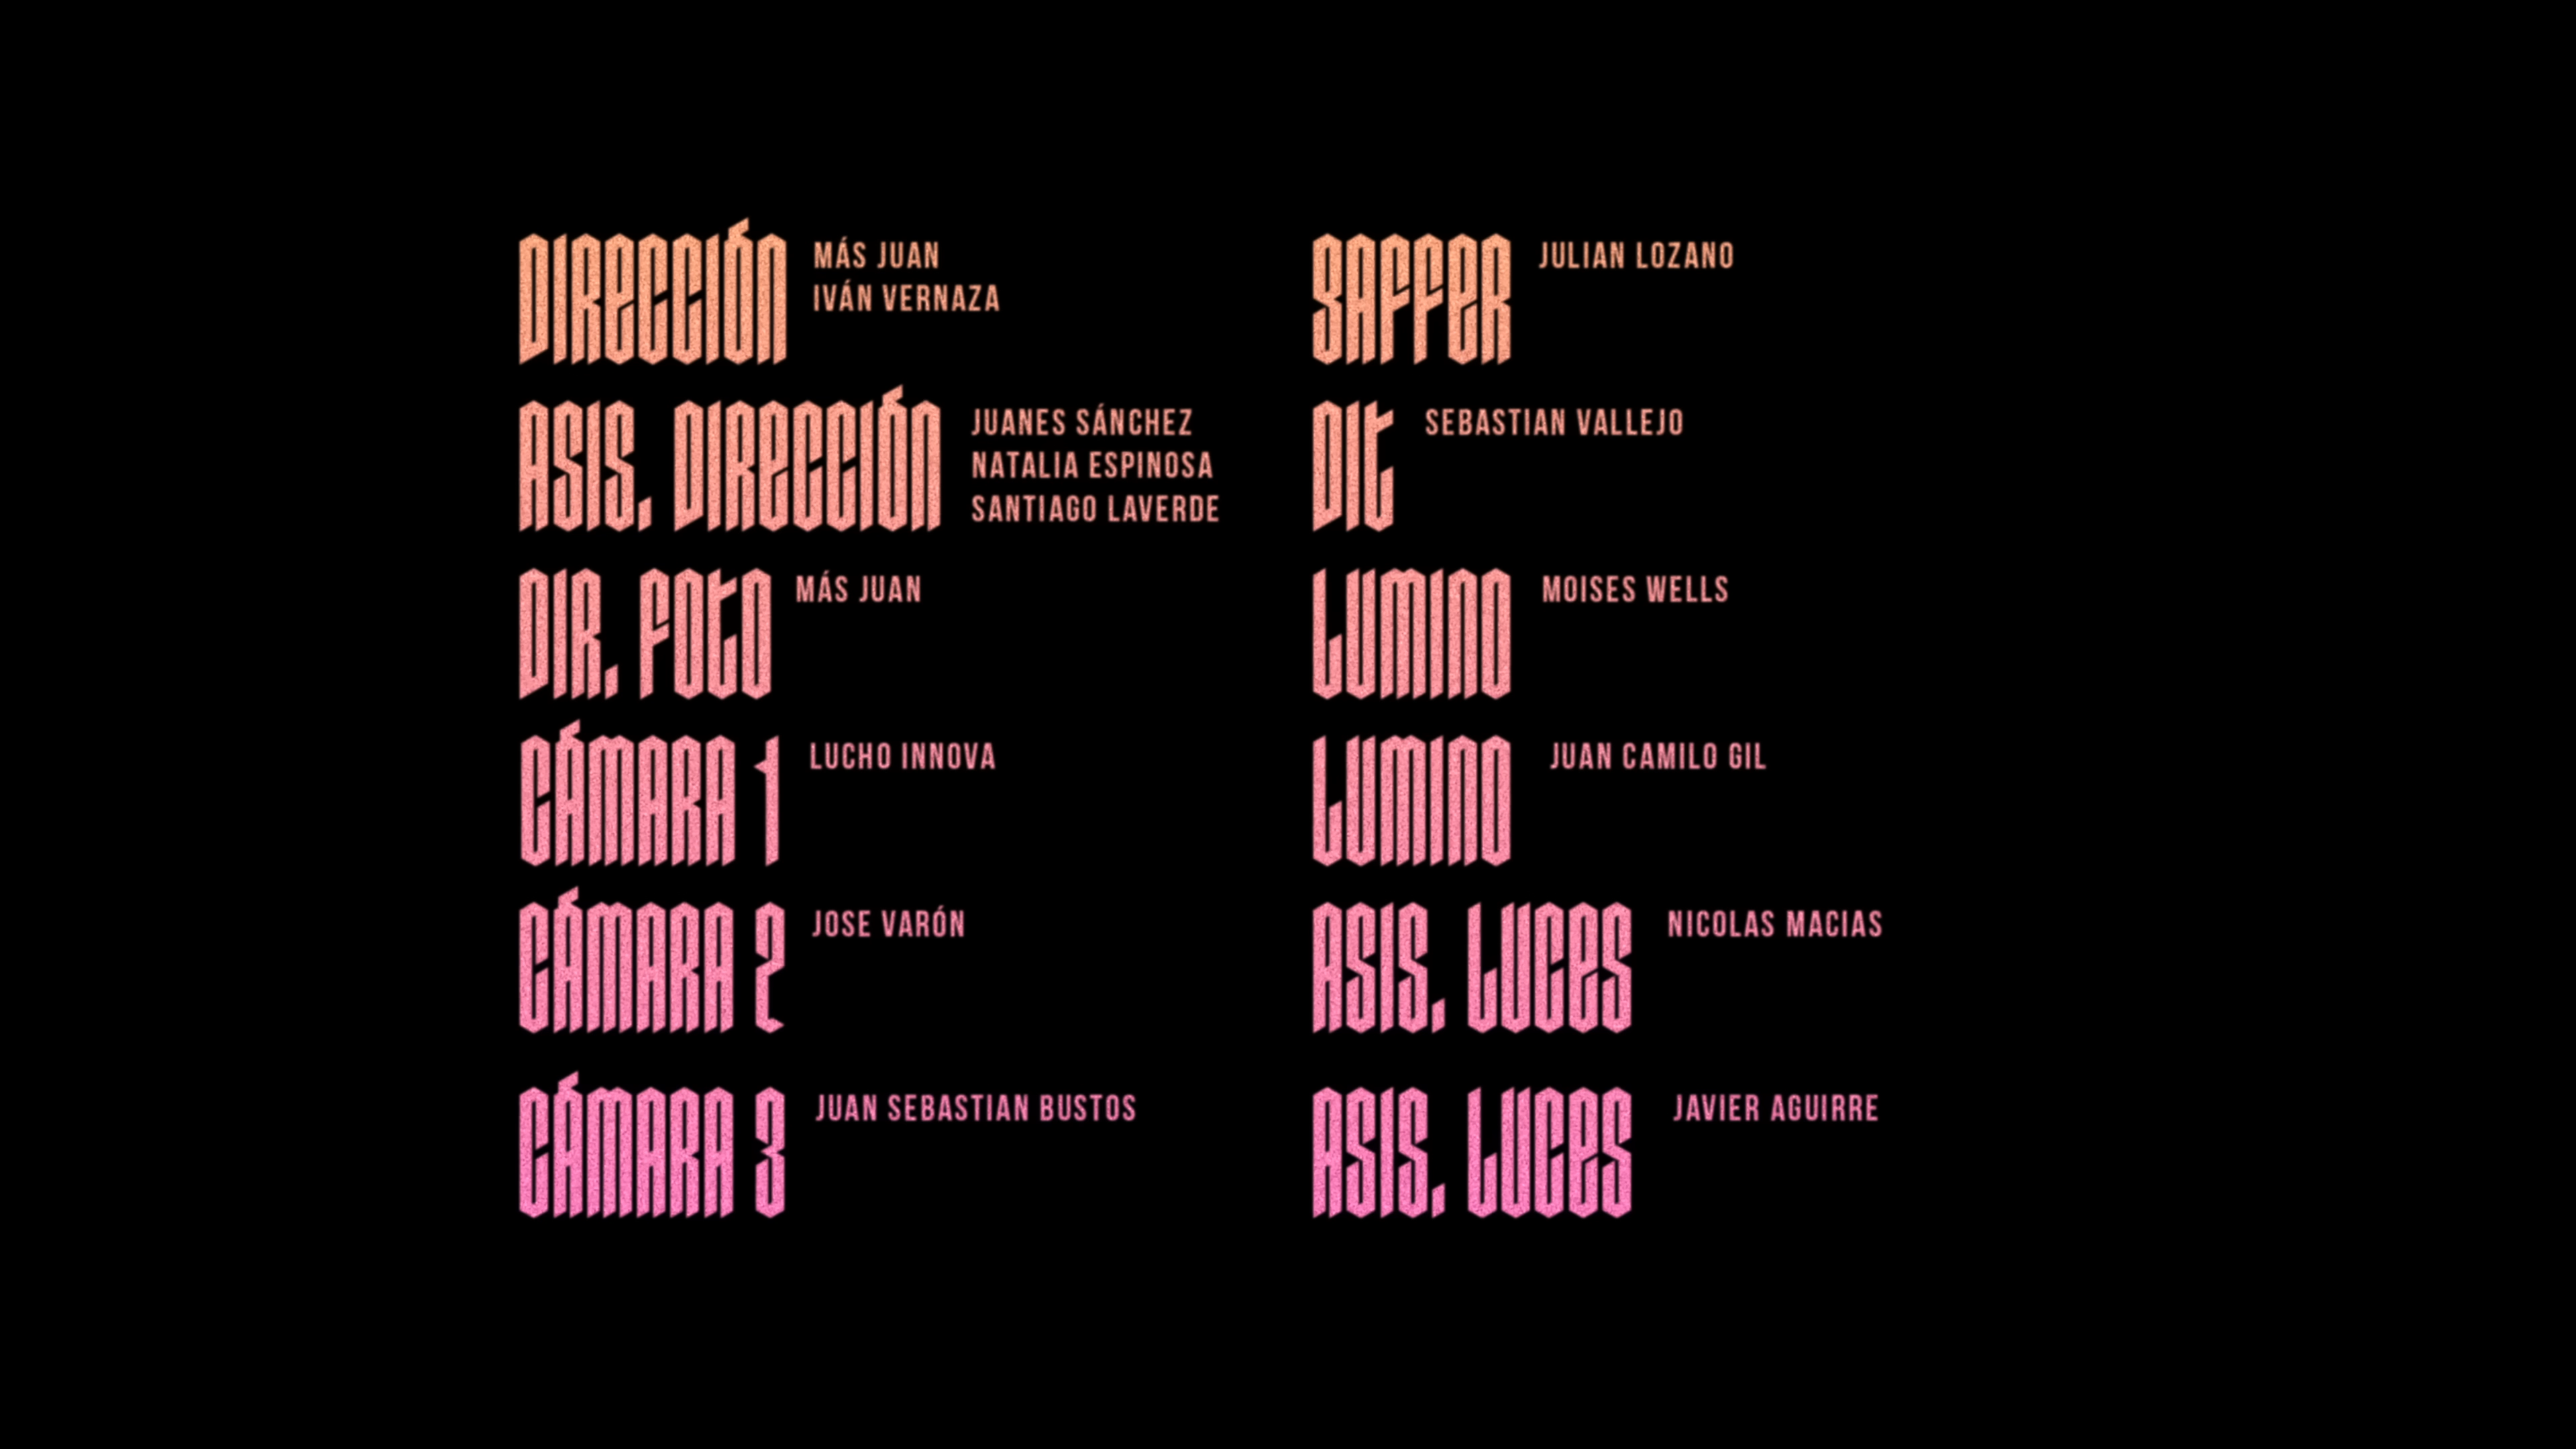 DIRECCIÓN MÁS JUAN
IVÁN VERNAZA
ASIS. DIRECCIÓN JUANES SÁNCHEZ
NATALIA ESPINOSA
SANTIAGO LAVERDE
DIR. FOTO MÁS JUAN
CÁMARA 1 LUCHO INNOVA
CÁMARA 2 JOSE VARÓN
CÁMARA 3 JUAN SEBASTIAN BUSTOS
GAFFER JULIAN LOZANO
DIT SEBASTIAN VALLEJO
LUMINO MOISES WELLS
LUMINO JUAN CAMILO GIL
ASIS. LUCES NICOLAS MACIAS
ASIS. LUCES JAVIER AGUIRRE